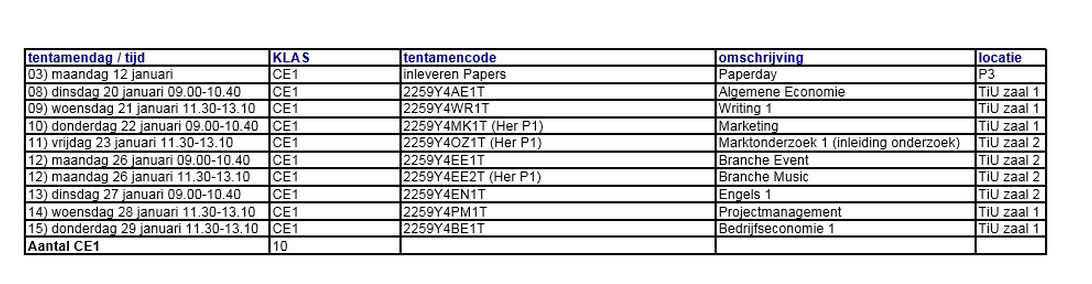 tentamendag / tijd KLAS tentamencode omschrijving locatie
03) maandag 12 januari CE1 inleveren Papers Paperday P3
08) dinsdag 20 januari 09.00-10.40 CE1 2259Y4AE1T Algemene Economie TiU zaal 1
09) woensdag 21 januari 11.30-13.10 CE1 2259Y4WR1T Writing 1 TiU zaal 1
10) donderdag 22 januari 09.00-10.40 CE1 2259Y4MK1T (Her P1) Marketing TiU zaal 1
11) vrijdag 23 januari 11.30-13.10 CE1 2259Y4OZ1T (Her P1) Marktonderzoek 1 (inleiding onderzoek) TiU zaal 2
12) maandag 26 januari 09.00-10.40 CE1 2259Y4EE1T Branche Event TiU zaal 2
12) maandag 26 januari 11.30-13.10 CE1 2259Y4EE2T (Her P1) Branche Music TiU zaal 2
13) dinsdag 27 januari 09.00-10.40 CE1 2259Y4EN1T Engels 1 TiU zaal 2
14) woensdag 28 januari 11.30-13.10 CE1 2259Y4PM1T Projectmanagement TiU zaal 1
15) donderdag 29 januari 11.30-13.10 CE1 2259Y4BE1T Bedrijfseconomie 1 TiU zaal 1
Aantal CE1 10